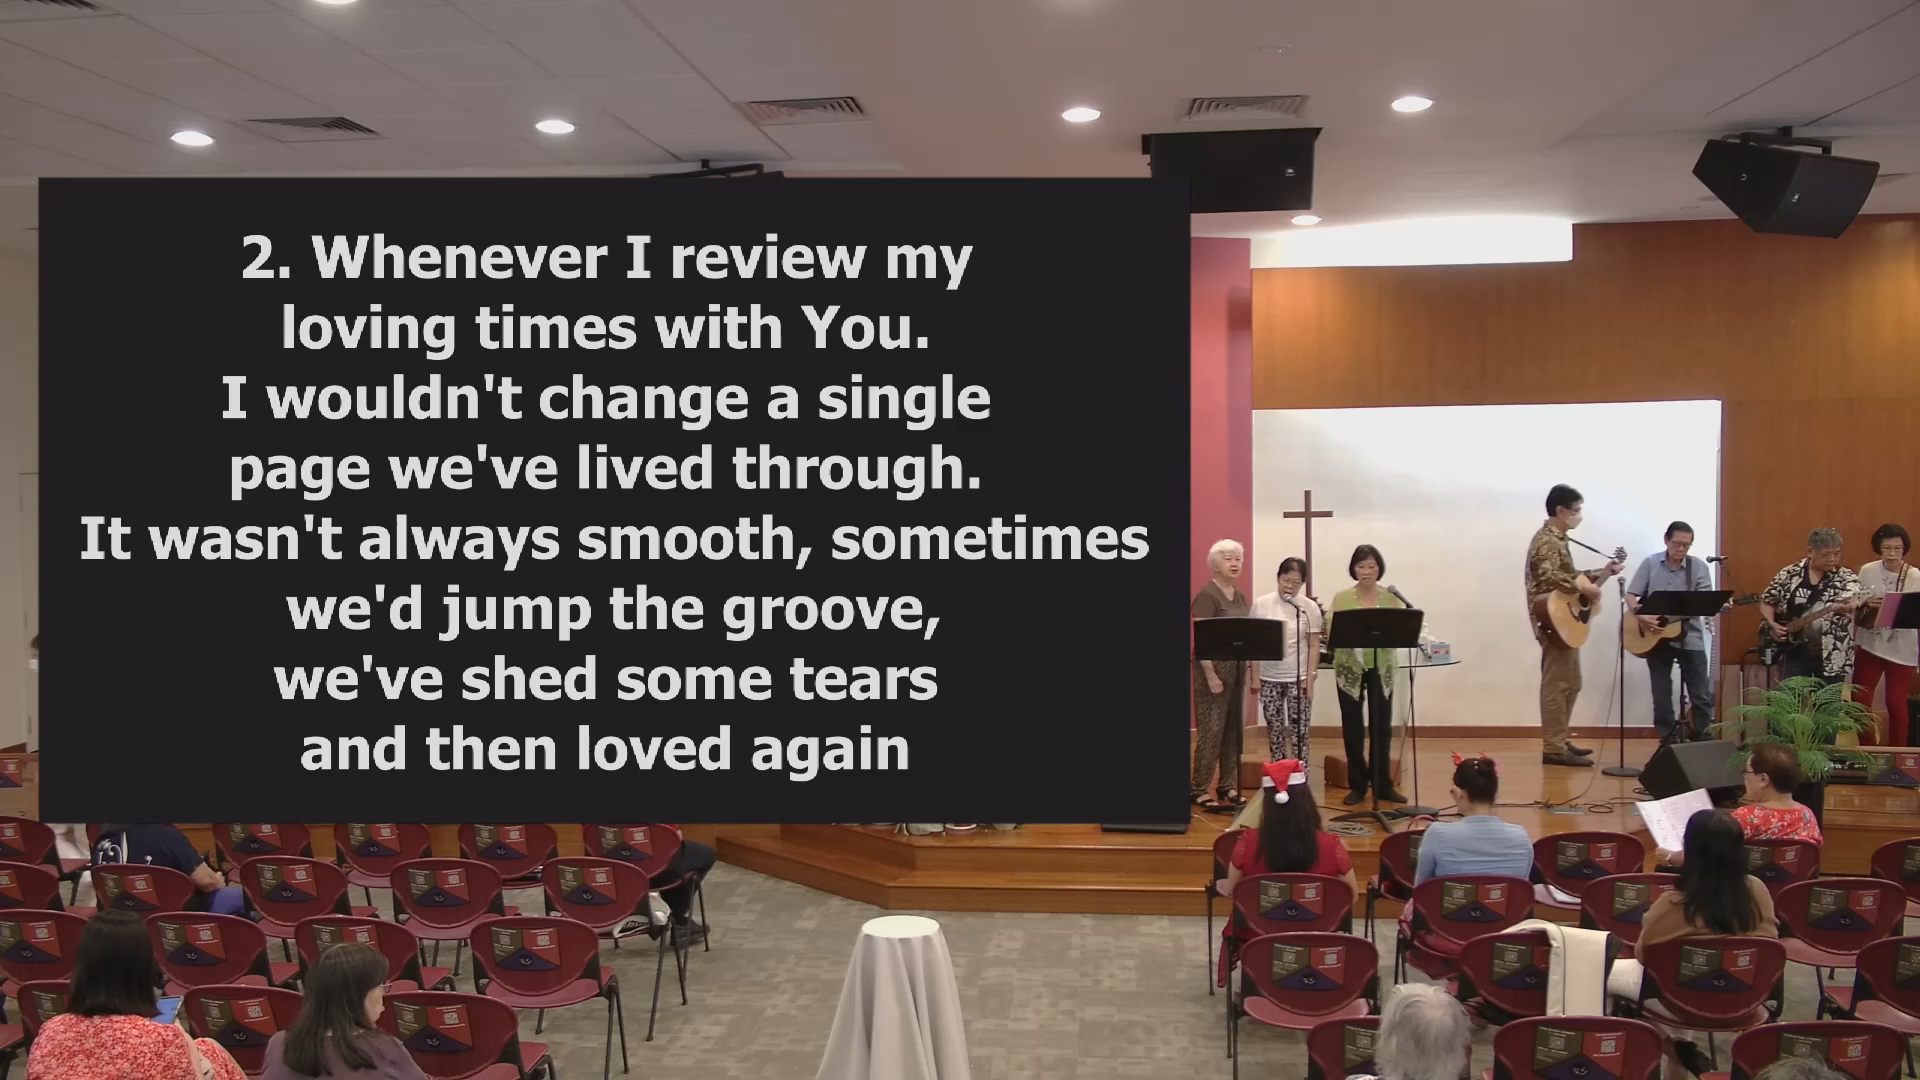 2. Whenever I review my
loving times with You.
I wouldn't change a single
page we've lived through.
It wasn't always smooth, sometimes
we'd jump the groove,
we've shed some tears
and then loved again